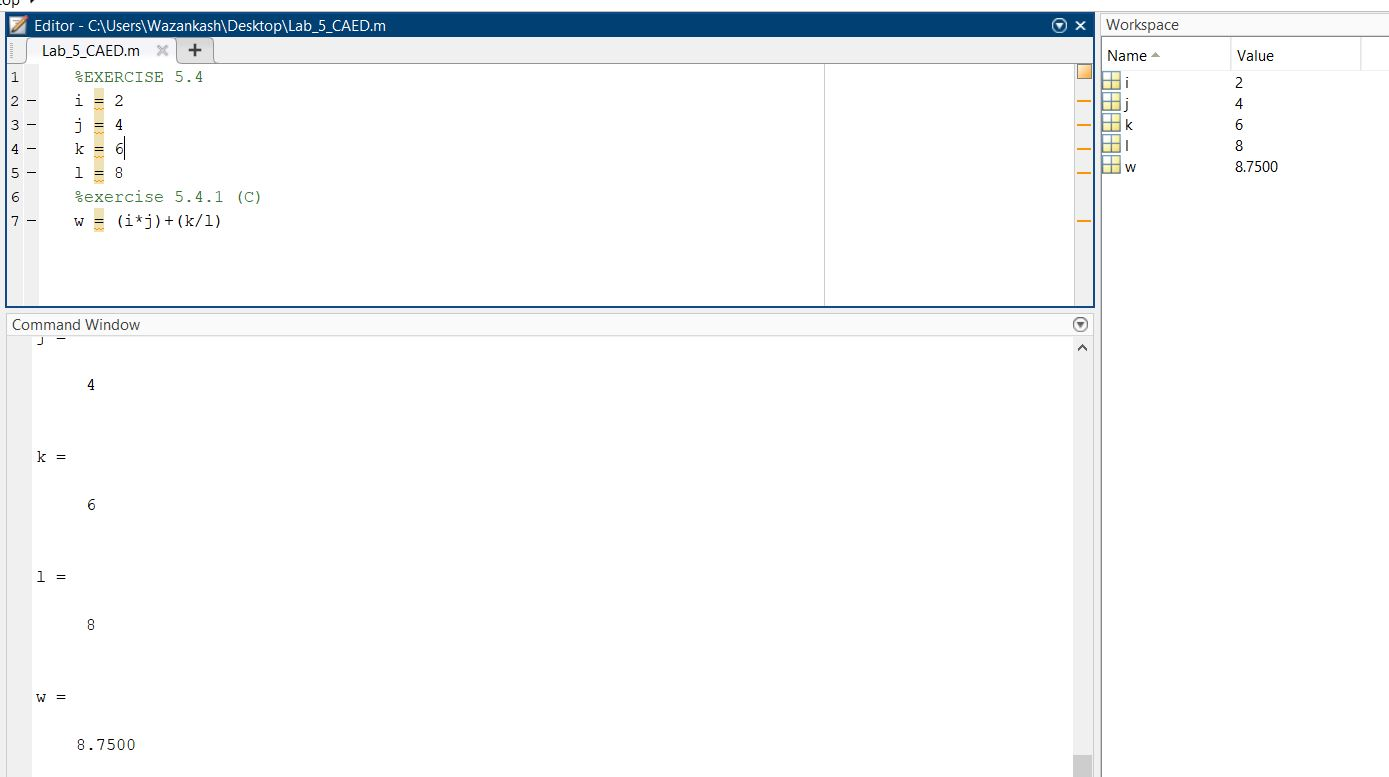 Editor - C:\Users\Wazankash\Desktop\Lab_5_CAED.m
Lab_5_CAED.m
1 %EXERCISE 5.4
2 – i = 2
3 – j = 4
4 – k = 6
5 – l = 8
6 %exercise 5.4.1 (C)
7 – w = (i*j)+(k/l)
Command Window
j =
4
k =
6
l =
8
w =
8.7500
Workspace
Name Value
i 2
j 4
k 6
l 8
w 8.7500